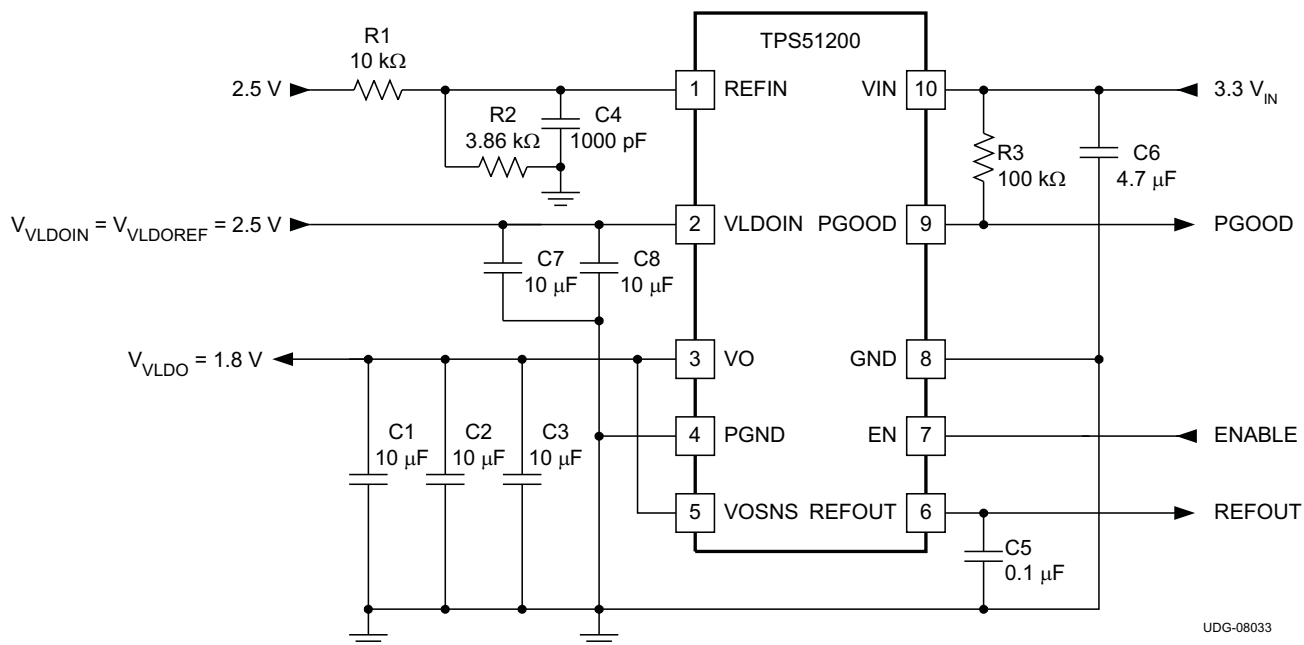 TPS51200
R1
10 kΩ
2.5 V
1
REFIN
VIN
10
3.3 V_IN
R2
3.86 kΩ
C4
1000 pF
R3
100 kΩ
C6
4.7 μF
V_VLDOIN = V_VLDOREF = 2.5 V
2
VLDOIN
PGOOD
9
PGOOD
C7
10 μF
C8
10 μF
V_VLDO = 1.8 V
3
VO
GND
8
C1
10 μF
C2
10 μF
C3
10 μF
4
PGND
EN
7
ENABLE
5
VOSNS
REFOUT
6
REFOUT
C5
0.1 μF
UDG-08033